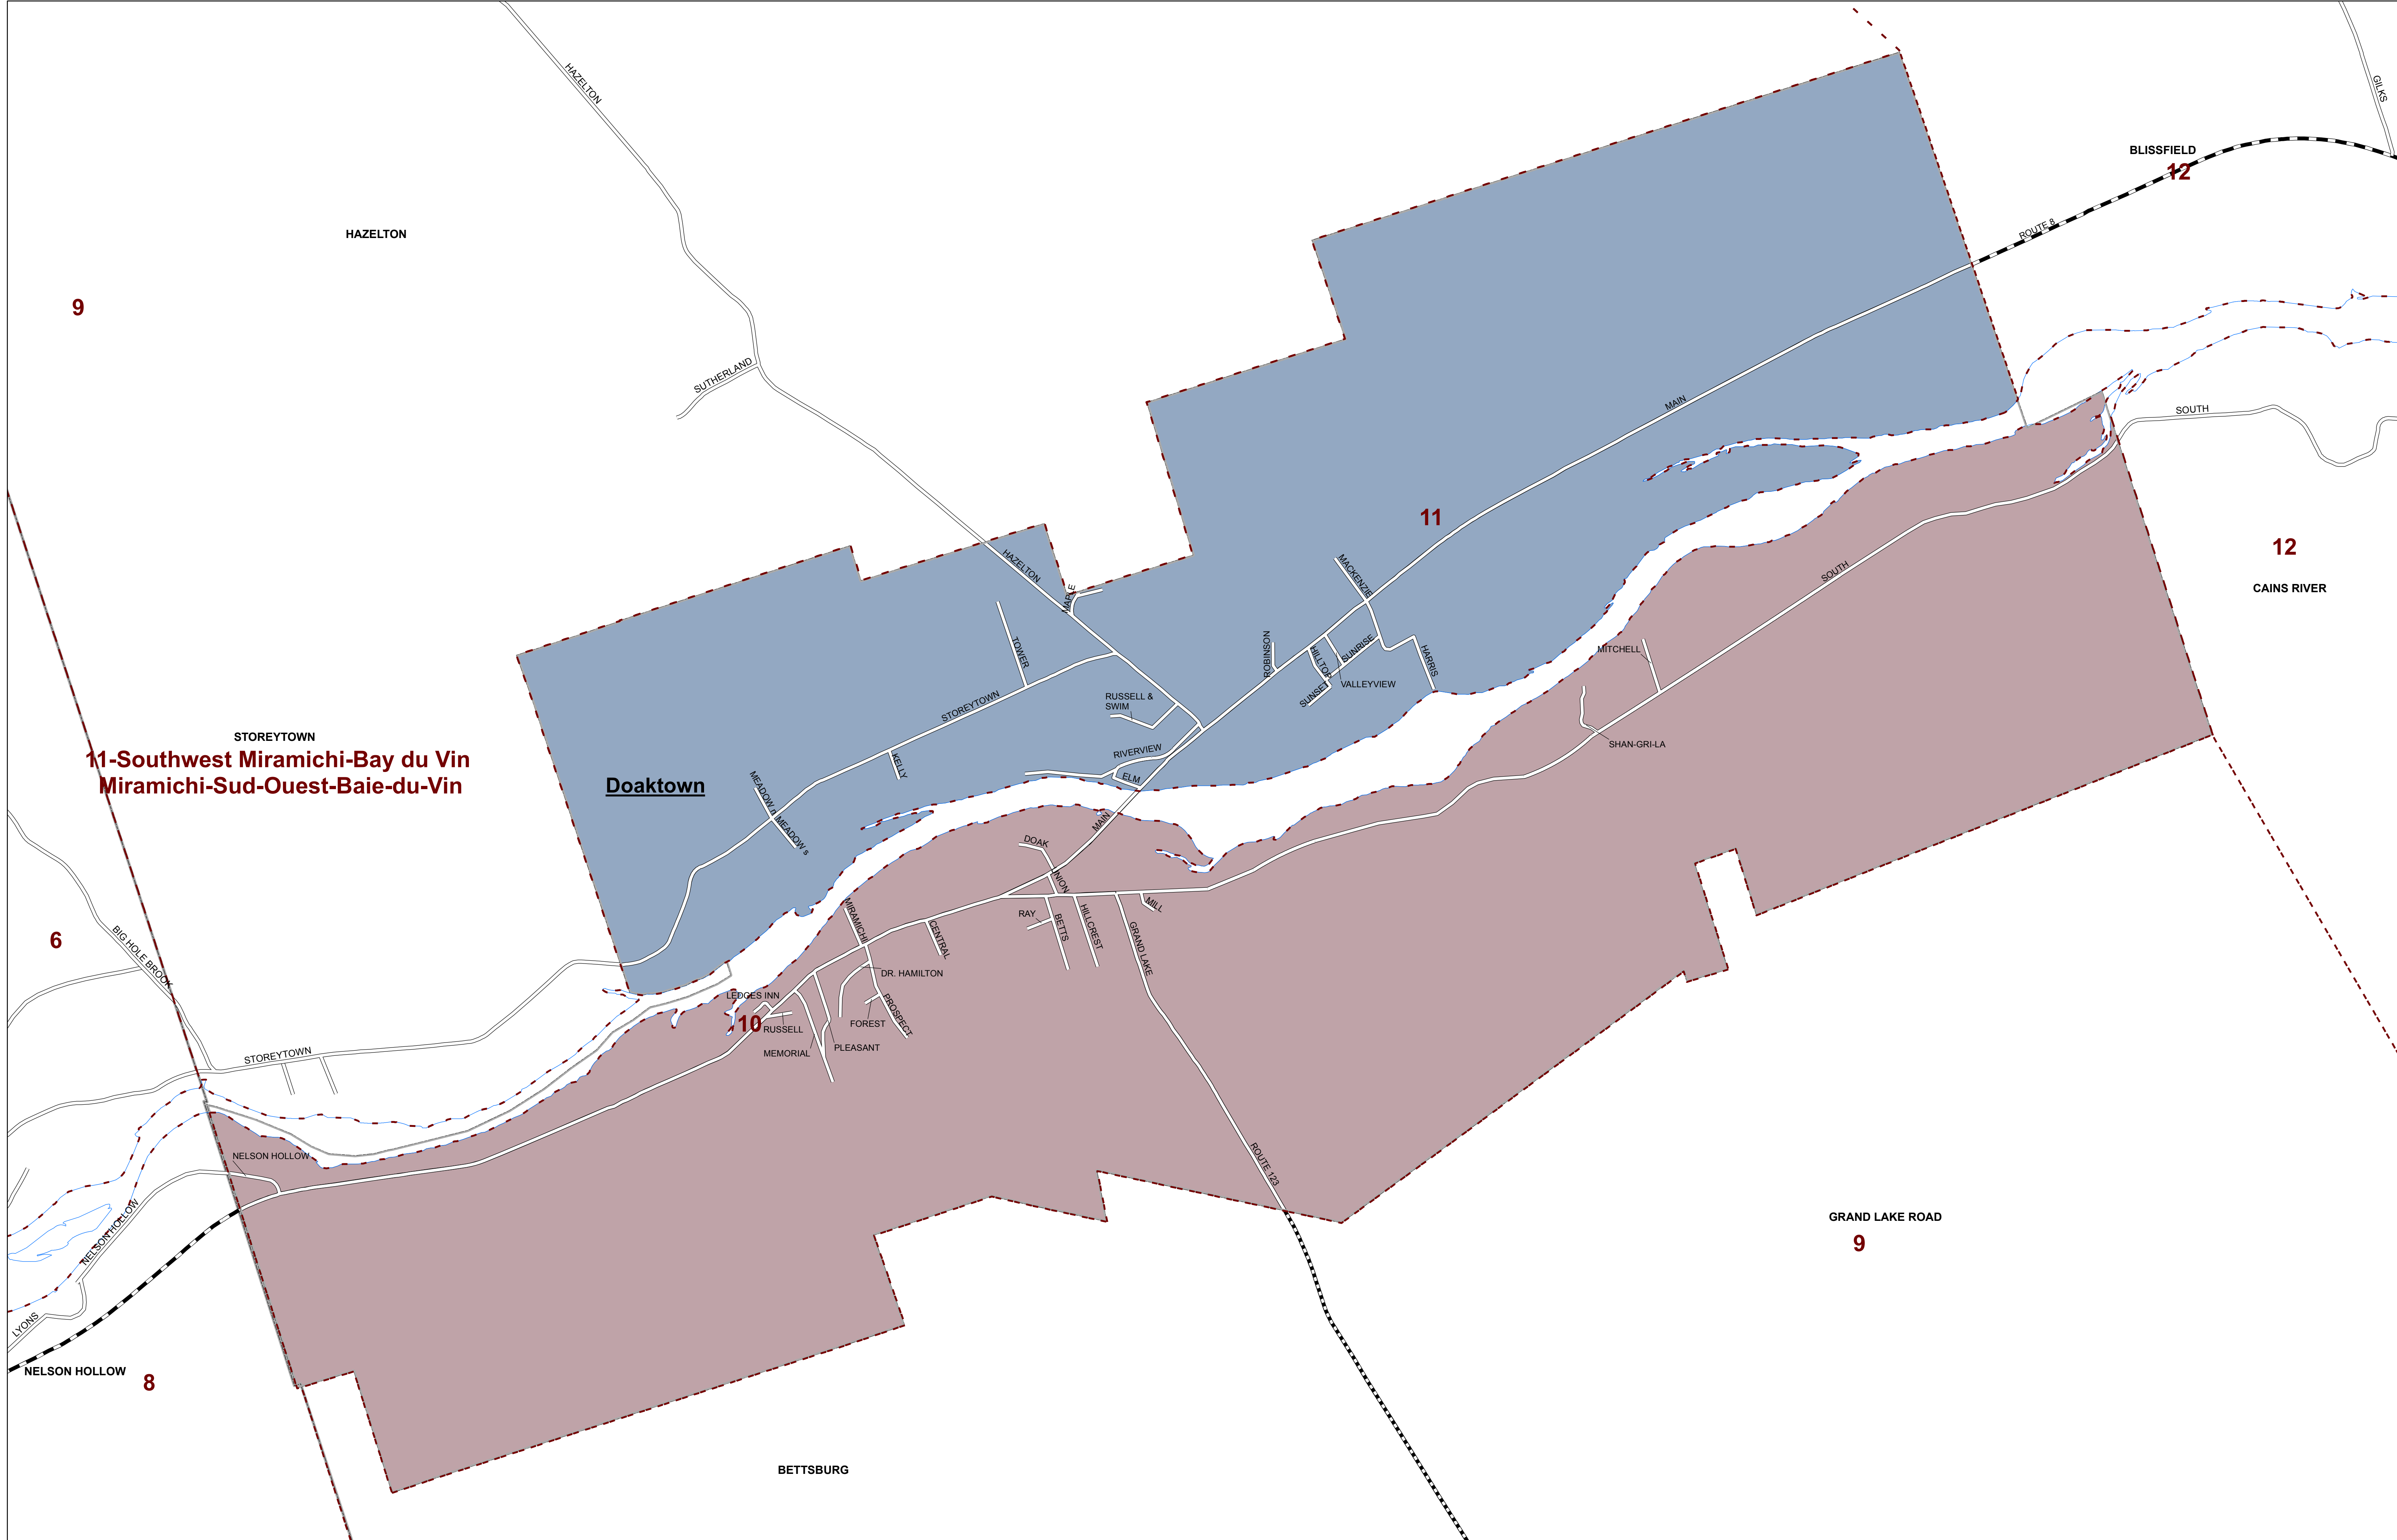 HAZELTON
GILKS
BLISSFIELD
12
ROUTE 8
HAZELTON
9
SUTHERLAND
MAIN
SOUTH
11
12
CAINS RIVER
HAZELTON
MAPLE
MACKENZIE
SOUTH
TOWER
ROBINSON
HILLTOP
SUNRISE
HARRIS
MITCHELL
SUNSET
VALLEYVIEW
RUSSELL &
SWIM
STOREYTOWN
STOREYTOWN
11-Southwest Miramichi-Bay du Vin
Miramichi-Sud-Ouest-Baie-du-Vin
SHAN-GRI-LA
RIVERVIEW
KELLY
ELM
Doaktown
MEADOW n
MEADOW s
MAIN
DOAK
UNION
MIRAMICHI
CENTRAL
RAY
BETTS
HILLCREST
MILL
GRAND LAKE
6
BIG HOLE BROOK
DR. HAMILTON
LEDGES INN
10
RUSSELL
FOREST
PROSPECT
MEMORIAL
PLEASANT
STOREYTOWN
NELSON HOLLOW
ROUTE 123
NELSON HOLLOW
GRAND LAKE ROAD
9
LYONS
NELSON HOLLOW
8
BETTSBURG